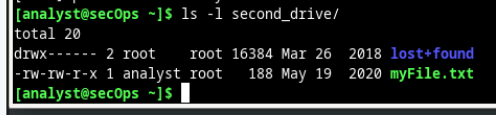 [analyst@secOps ~]$ ls -l second_drive/
total 20
drwx------ 2 root    root 16384 Mar 26  2018 lost+found
-rw-rw-r-x 1 analyst root   188 May 19  2020 myFile.txt
[analyst@secOps ~]$